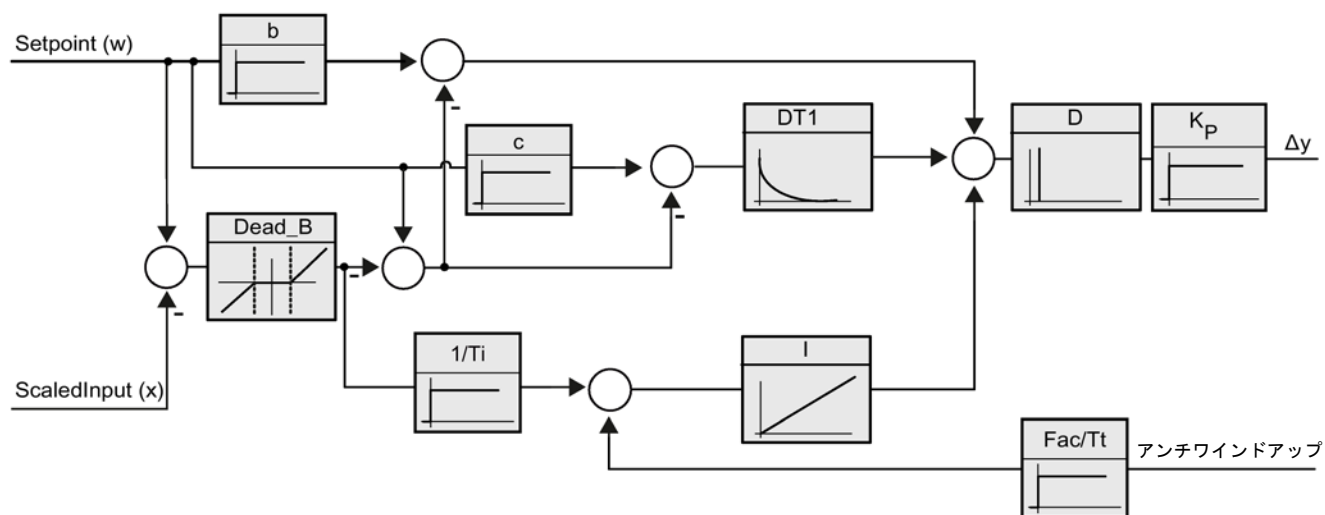 Setpoint (w)
b
-
c
DT1
D
KP
Δy
-
Dead_B
-
-
ScaledInput (x)
1/Ti
I
Fac/Tt
アンチワインドアップ